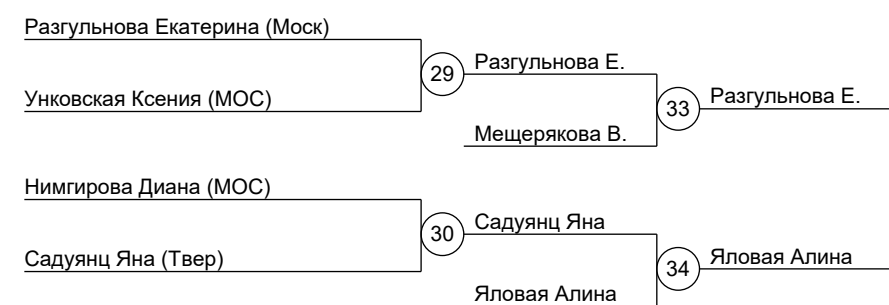 Разгульнова Екатерина (Моск)
29
Разгульнова Е.
Унковская Ксения (МОС)
33
Разгульнова Е.
Мещерякова В.
Нимгирова Диана (МОС)
30
Садуянц Яна
Садуянц Яна (Твер)
34
Яловая Алина
Яловая Алина